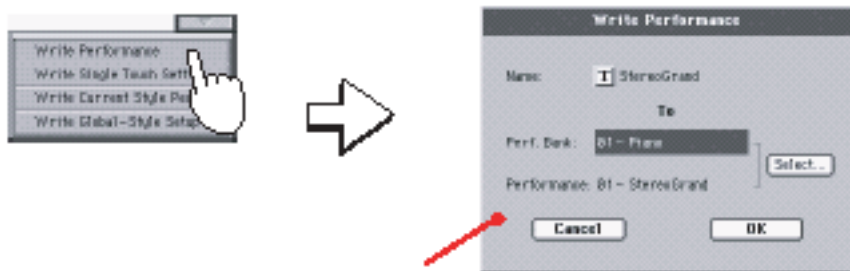 Write Performance
Write Single Touch Sett
Write Current Style Pe
Write Global-Style Setup
Write Performance
Name: T StereoGrand
To
Perf. Bank: 01 - Piano
Select...
Performance: 01 - StereoGrand
Cancel OK